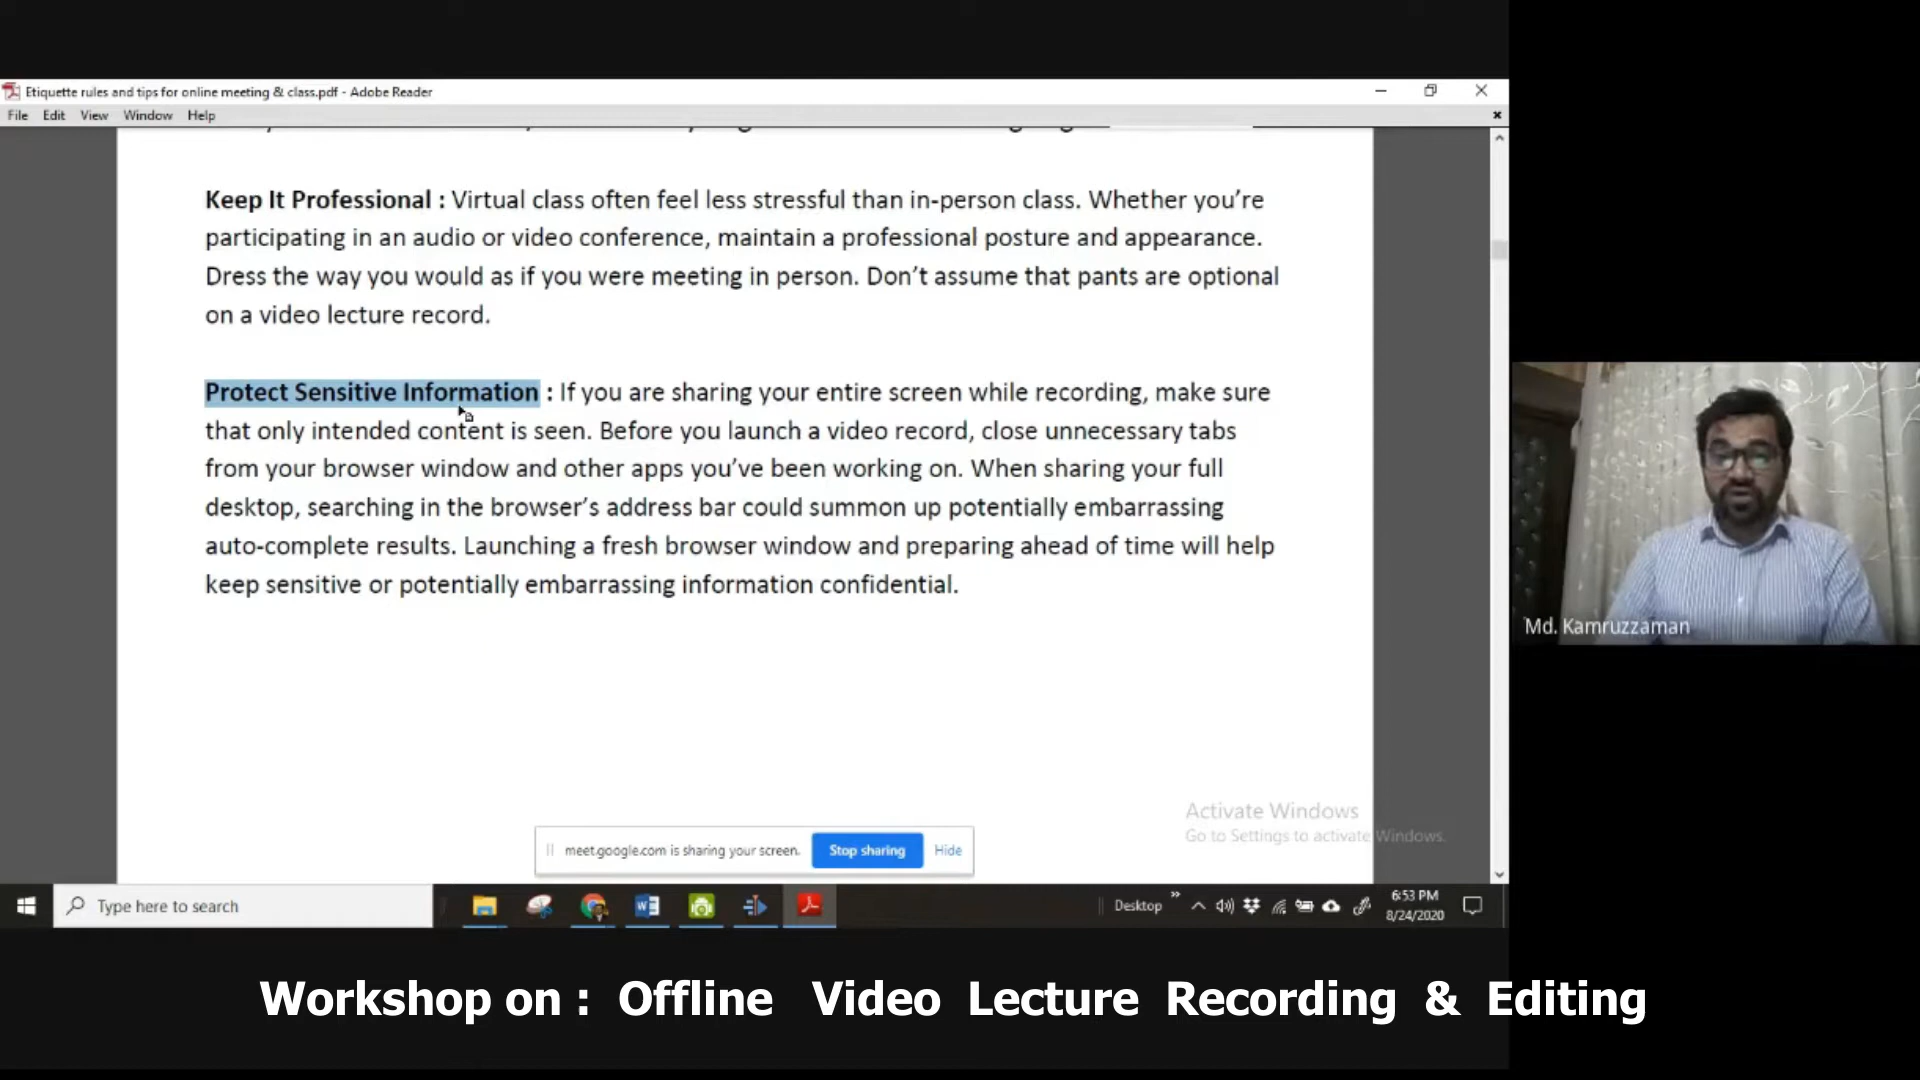 Etiquette rules and tips for online meeting & class.pdf - Adobe Reader
File Edit View Window Help
Keep It Professional : Virtual class often feel less stressful than in-person class. Whether you’re
participating in an audio or video conference, maintain a professional posture and appearance.
Dress the way you would as if you were meeting in person. Don’t assume that pants are optional
on a video lecture record.
Protect Sensitive Information : If you are sharing your entire screen while recording, make sure
that only intended content is seen. Before you launch a video record, close unnecessary tabs
from your browser window and other apps you’ve been working on. When sharing your full
desktop, searching in the browser’s address bar could summon up potentially embarrassing
auto-complete results. Launching a fresh browser window and preparing ahead of time will help
keep sensitive or potentially embarrassing information confidential.
Md. Kamruzzaman
Activate Windows
Go to Settings to activate Windows.
meet.google.com is sharing your screen. Stop sharing Hide
Type here to search
Desktop
6:53 PM
8/24/2020
Workshop on : Offline Video Lecture Recording & Editing